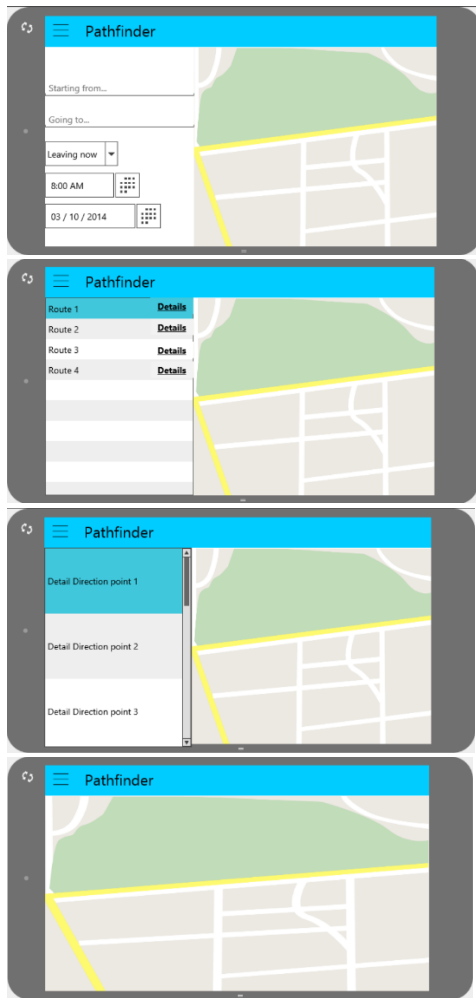 Pathfinder
Starting from...
Going to...
Leaving now
8:00 AM
03 / 10 / 2014
Pathfinder
Route 1 Details
Route 2 Details
Route 3 Details
Route 4 Details
Pathfinder
Detail Direction point 1
Detail Direction point 2
Detail Direction point 3
Pathfinder